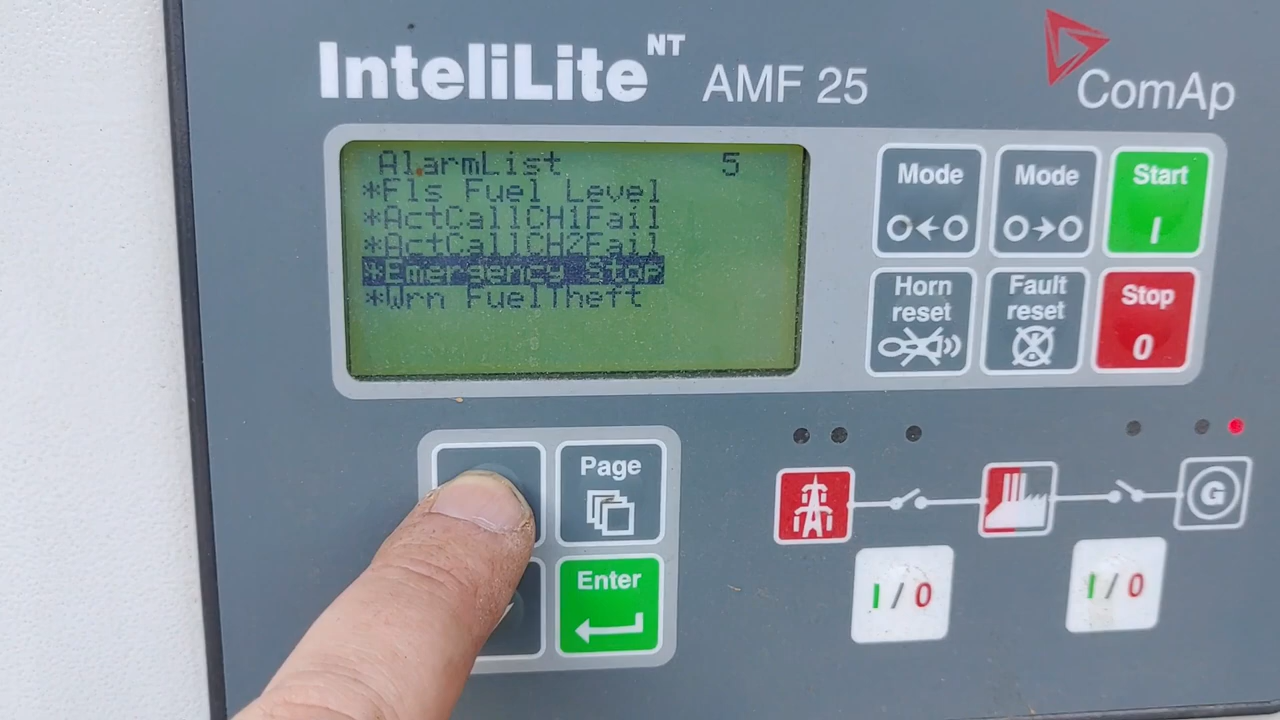 InteliLite NT AMF 25
ComAp
AlarmList 5
*Fls Fuel Level
*ActCallCH1Fail
*ActCallCH2Fail
*Emergency Stop
*Wrn FuelTheft
Mode
Mode
Start
I
Horn
reset
Fault
reset
Stop
0
Page
Enter
G
I/0
I/0